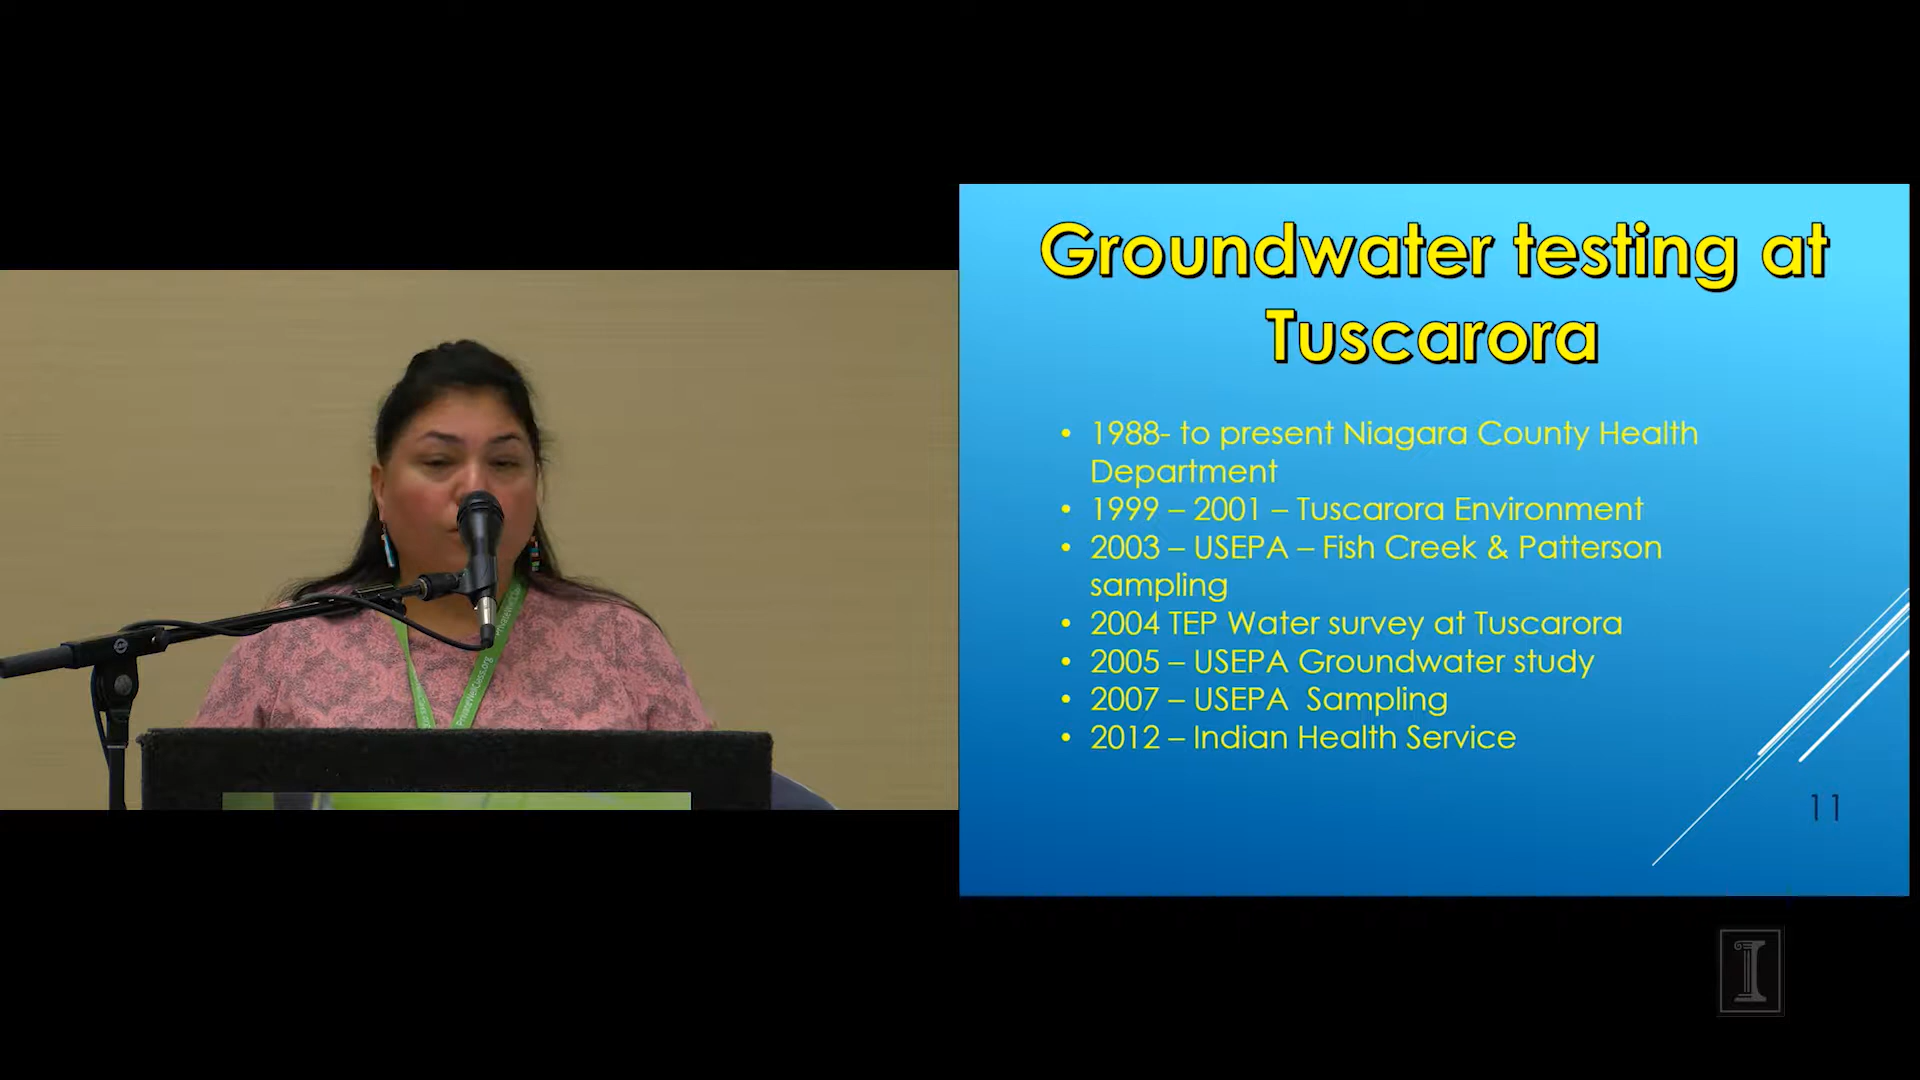 Groundwater testing at
Tuscarora
• 1988- to present Niagara County Health
Department
• 1999 – 2001 – Tuscarora Environment
• 2003 – USEPA – Fish Creek & Patterson
sampling
• 2004 TEP Water survey at Tuscarora
• 2005 – USEPA Groundwater study
• 2007 – USEPA Sampling
• 2012 – Indian Health Service
11
PrivateWellClass.org
I